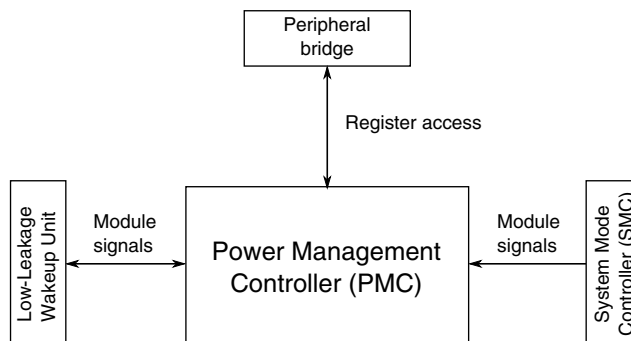 Peripheral
bridge
Register access
Low-Leakage
Wakeup Unit
Module
signals
Power Management
Controller (PMC)
Module
signals
System Mode
Controller (SMC)